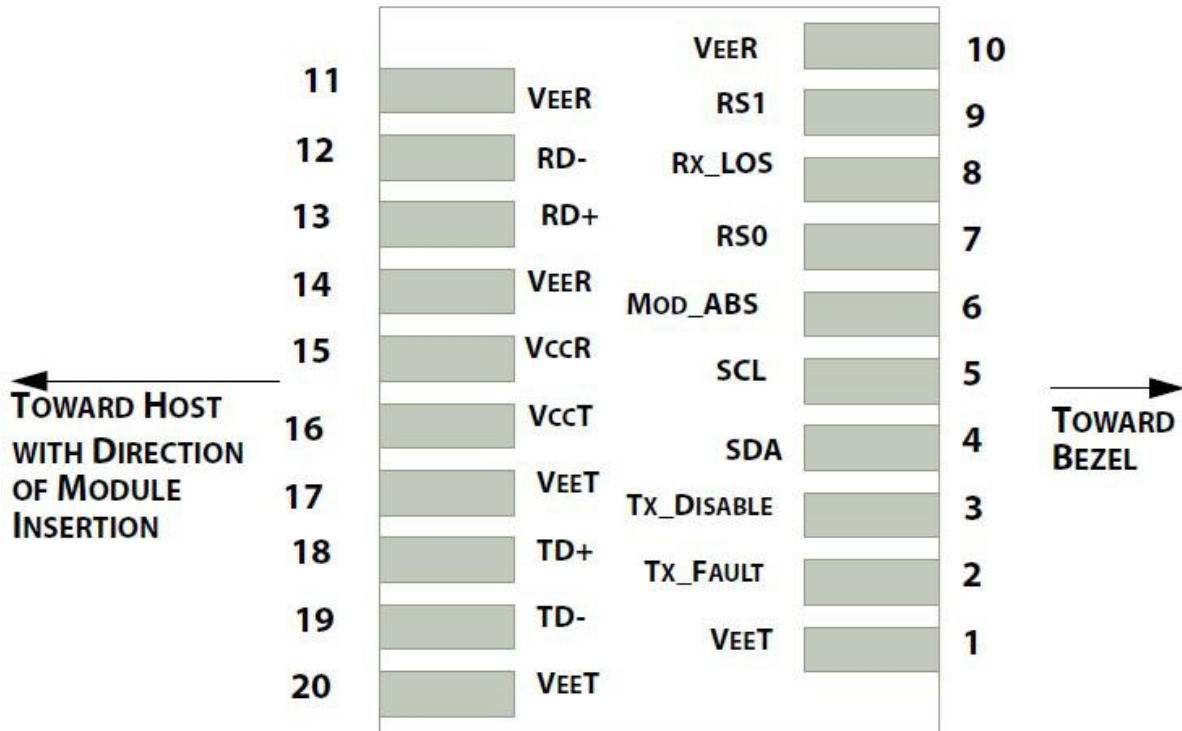 11
VEER
12
RD-
13
RD+
14
VEER
15
VCCR
16
VCCT
17
VEET
18
TD+
19
TD-
20
VEET
VEER
10
RS1
9
RX_LOS
8
RS0
7
MOD_ABS
6
SCL
5
SDA
4
TX_DISABLE
3
TX_FAULT
2
VEET
1
TOWARD HOST
WITH DIRECTION
OF MODULE
INSERTION
TOWARD
BEZEL